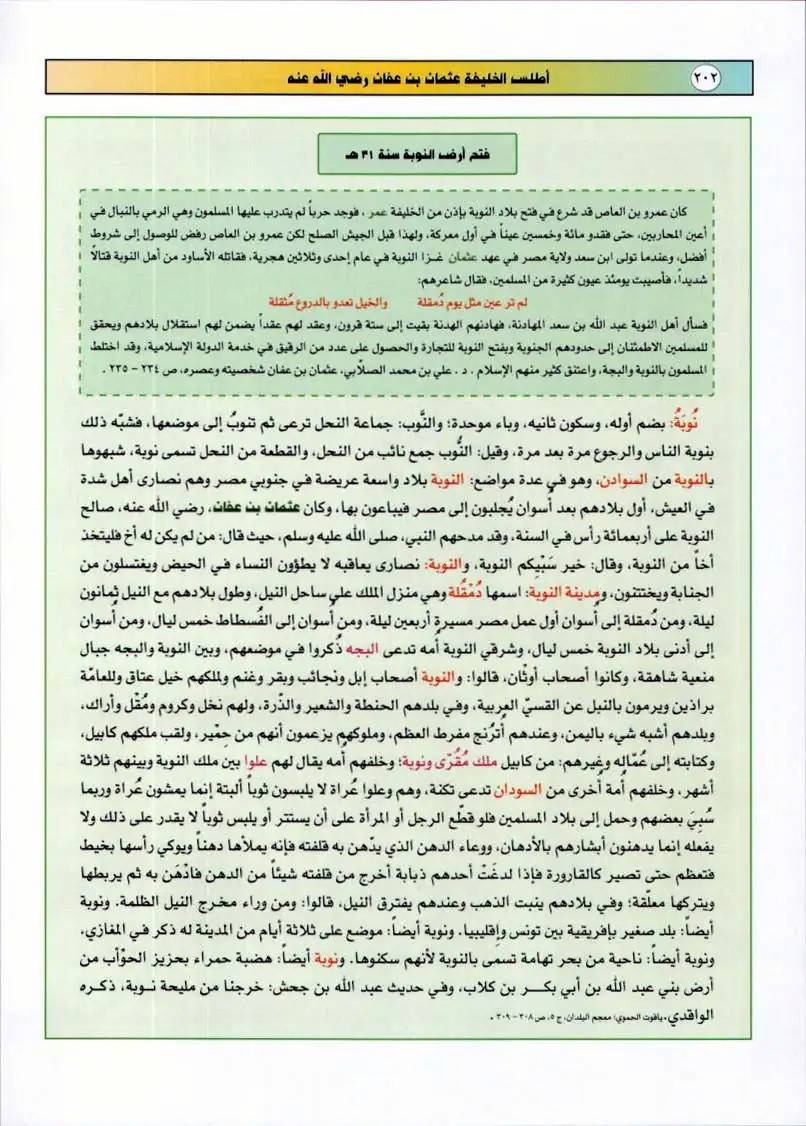 ٢٠٢
أطلس الخليفة عثمان بن عفان رضي الله عنه
فتح أرض النوبة سنة ٣١ هـ
كان عمرو بن العاص قد شرع في فتح بلاد النوبة بإذن من الخليفة عمر ، فوجد حرباً لم يتدرب عليها المسلمون وهي الرمي بالنبال في
أعين المحاربين، حتى فقدو مائة وخمسين عيناً في أول معركة، ولهذا قبل الجيش الصلح لكن عمرو بن العاص رفض للوصول إلى شروط
أفضل، وعندما تولى ابن سعد ولاية مصر في عهد عثمان غـزا النوبة في عام إحدى وثلاثين هجرية، فقاتله الأساود من أهل النوبة قتالاً
شديداً، فأصيبت يومئذ عيون كثيرة من المسلمين، فقال شاعرهم:
لم تر عين مثل يوم دُمقلة والخيل تعدو بالدروع مُثقلة
فسأل أهل النوبة عبد الله بن سعد المهادنة، فهادنهم الهدنة بقيت إلى ستة قرون، وعقد لهم عقداً يضمن لهم استقلال بلادهم ويحقق
للمسلمين الاطمئنان إلى حدودهم الجنوبية ويفتح النوبة للتجارة والحصول على عدد من الرقيق في خدمة الدولة الإسلامية، وقد اختلط
المسلمون بالنوبة والبجة، واعتنق كثير منهم الإسلام . د . علي بن محمد الصلاّبي، عثمان بن عفان شخصيته وعصره، ص ٢٣٤ – ٢٣٥ .
نُوبَةُ: بضم أوله، وسكون ثانيه، وباء موحدة؛ والنُّوب: جماعة النحل ترعى ثم تنوبُ إلى موضعها، فشبّه ذلك
بنوبة الناس والرجوع مرة بعد مرة، وقيل: النُّوب جمع نائب من النحل، والقطعة من النحل تسمى نوبة، شبهوها
بالنوبة من السوادن، وهو في عدة مواضع: النوبة بلاد واسعة عريضة في جنوبي مصر وهم نصارى أهل شدة
في العيش، أول بلادهم بعد أسوان يُجلبون إلى مصر فيباعون بها، وكان عثمان بن عفان، رضي الله عنه، صالح
النوبة على أربعمائة رأس في السنة، وقد مدحهم النبي، صلى الله عليه وسلم، حيث قال: من لم يكن له أخ فليتخذ
أخاً من النوبة، وقال: خير سَبْيِكم النوبة، والنوبة: نصارى يعاقبه لا يطؤون النساء في الحيض ويغتسلون من
الجنابة ويختتنون، ومدينة النوبة: اسمها دُمْقُلة وهي منزل الملك على ساحل النيل، وطول بلادهم مع النيل ثمانون
ليلة، ومن دُمقلة إلى أسوان أول عمل مصر مسيرة أربعين ليلة، ومن أسوان إلى الفُسطاط خمس ليال، ومن أسوان
إلى أدنى بلاد النوبة خمس ليال، وشرقي النوبة أمه تدعى البجه ذُكروا في موضعهم، وبين النوبة والبجه جبال
منعية شاهقة، وكانوا أصحاب أوثان، قالوا: والنوبة أصحاب إبل ونجائب وبقر وغنم ولملكهم خيل عتاق وللعامّة
براذين ويرمون بالنبل عن القسيّ العربية، وفي بلدهم الحنطة والشعير والذّرة، ولهم نخل وكروم ومُقْل وأراك،
وبلدهم أشبه شيء باليمن، وعندهم أُترُنج مفرط العظم، وملوكهم يزعمون أنهم من حِمْير، ولقب ملكهم كابيل،
وكتابته إلى عُمّاله وغيرهم: من كابيل ملك مُقُرّى ونوبة؛ وخلفهم أمه يقال لهم علوا بين ملك النوبة وبينهم ثلاثة
أشهر، وخلفهم أمة أخرى من السودان تدعى تكنة، وهم وعلوا عُراة لا يلبسون ثوباً ألبتة إنما يمشون عُراة وربما
سُبِيَ بعضهم وحمل إلى بلاد المسلمين فلو قطّع الرجل أو المرأة على أن يستتر أو يلبس ثوباً لا يقدر على ذلك ولا
يفعله إنما يدهنون أبشارهم بالأدهان، ووعاء الدهن الذي يدّهن به قلفته فإنه يملأها دهناً ويوكي رأسها بخيط
فتعظم حتى تصير كالقارورة فإذا لدغَتْ أحدهم ذبابة أخرج من قلفته شيئاً من الدهن فادّهَن به ثم يربطها
ويتركها معلّقة؛ وفي بلادهم ينبت الذهب وعندهم يفترق النيل، قالوا: ومن وراء مخرج النيل الظلمة. ونوبة
أيضاً: بلد صغير بإفريقية بين تونس وإقليبيا. ونوبة أيضاً: موضع على ثلاثة أيام من المدينة له ذكر في المغازي،
ونوبة أيضاً: ناحية من بحر تهامة تسمى بالنوبة لأنهم سكنوها. ونوبة أيضاً: هضبة حمراء بحزيز الحوْأب من
أرض بني عبد الله بن أبي بكـــر بن كلاب، وفي حديث عبد الله بن جحش: خرجنا من مليحة نـوبة، ذكـره
الواقدي. ياقوت الحموي: معجم البلدان، ج ٥، ص ٣٠٨ – ٣٠٩ .